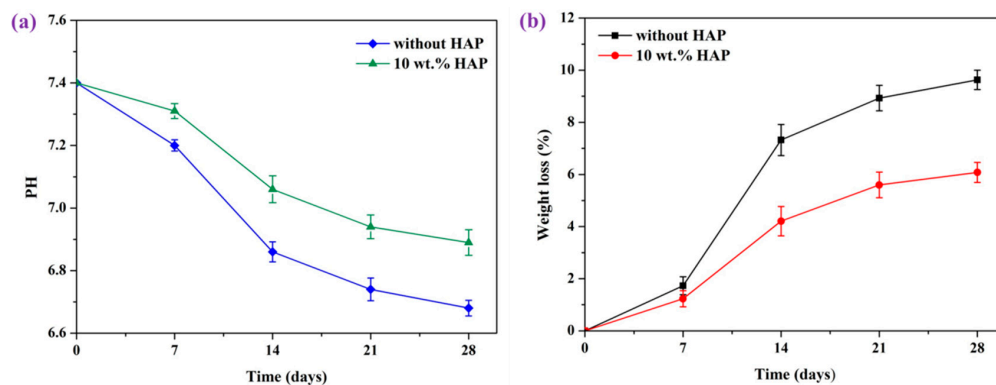 (a)
7.6
7.4
7.2
7.0
6.8
6.6
PH
without HAP
10 wt.% HAP
0 7 14 21 28
Time (days)
(b)
12
10
8
6
4
2
0
Weight loss (%)
without HAP
10 wt.% HAP
0 7 14 21 28
Time (days)